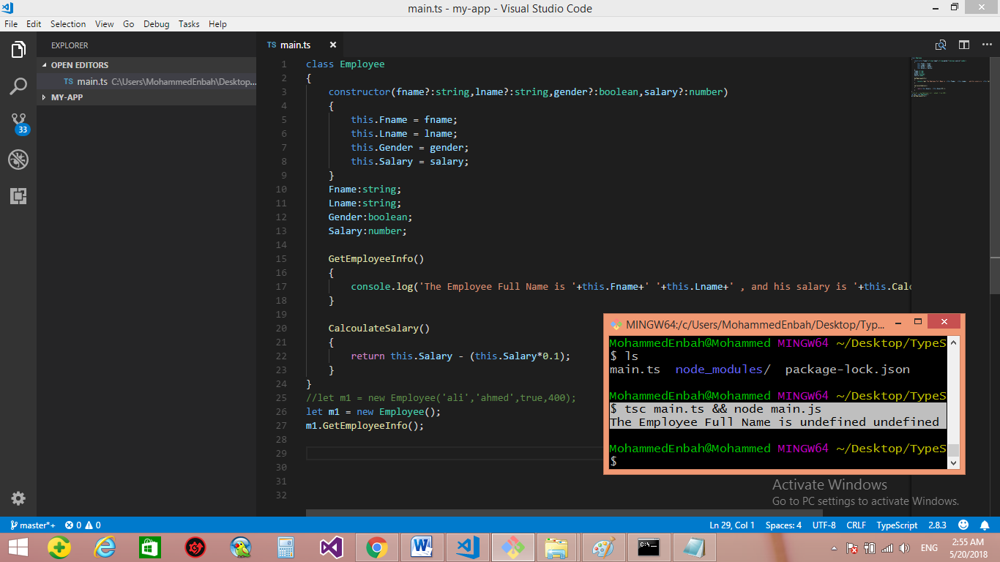 main.ts - my-app - Visual Studio Code
File Edit Selection View Go Debug Tasks Help
EXPLORER
OPEN EDITORS
TS main.ts C:\Users\MohammedEnbah\Desktop...
MY-APP
33
TS main.ts
1 class Employee
2 {
3 constructor(fname?:string,lname?:string,gender?:boolean,salary?:number)
4 {
5 this.Fname = fname;
6 this.Lname = lname;
7 this.Gender = gender;
8 this.Salary = salary;
9 }
10 Fname:string;
11 Lname:string;
12 Gender:boolean;
13 Salary:number;
14
15 GetEmployeeInfo()
16 {
17 console.log('The Employee Full Name is '+this.Fname+' '+this.Lname+' , and his salary is '+this.Calc
18 }
19
20 CalcoulateSalary()
21 {
22 return this.Salary - (this.Salary*0.1);
23 }
24 }
25 //let m1 = new Employee('ali','ahmed',true,400);
26 let m1 = new Employee();
27 m1.GetEmployeeInfo();
28
29
30
31
32
MINGW64:/c/Users/MohammedEnbah/Desktop/Typ...
MohammedEnbah@Mohammed MINGW64 ~/Desktop/TypeS
$ ls
main.ts node_modules/ package-lock.json
MohammedEnbah@Mohammed MINGW64 ~/Desktop/TypeS
$ tsc main.ts && node main.js
The Employee Full Name is undefined undefined
MohammedEnbah@Mohammed MINGW64 ~/Desktop/TypeS
$
Activate Windows
Go to PC settings to activate Windows.
master*+ 0 0 Ln 29, Col 1 Spaces: 4 UTF-8 CRLF TypeScript 2.8.3
ENG
2:55 AM
5/20/2018